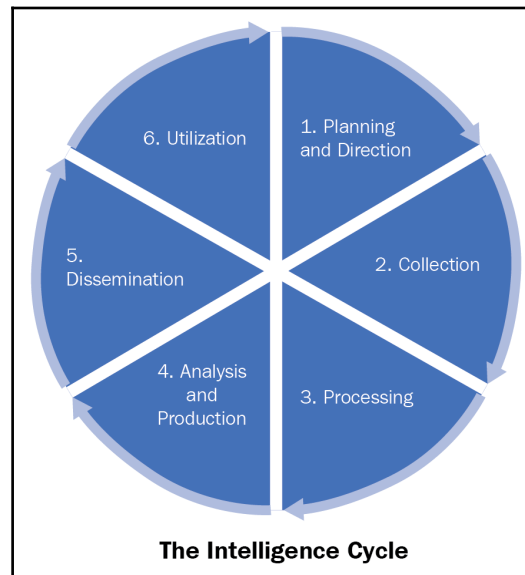 1. Planning
and Direction
2. Collection
3. Processing
4. Analysis
and
Production
5.
Dissemination
6. Utilization
The Intelligence Cycle